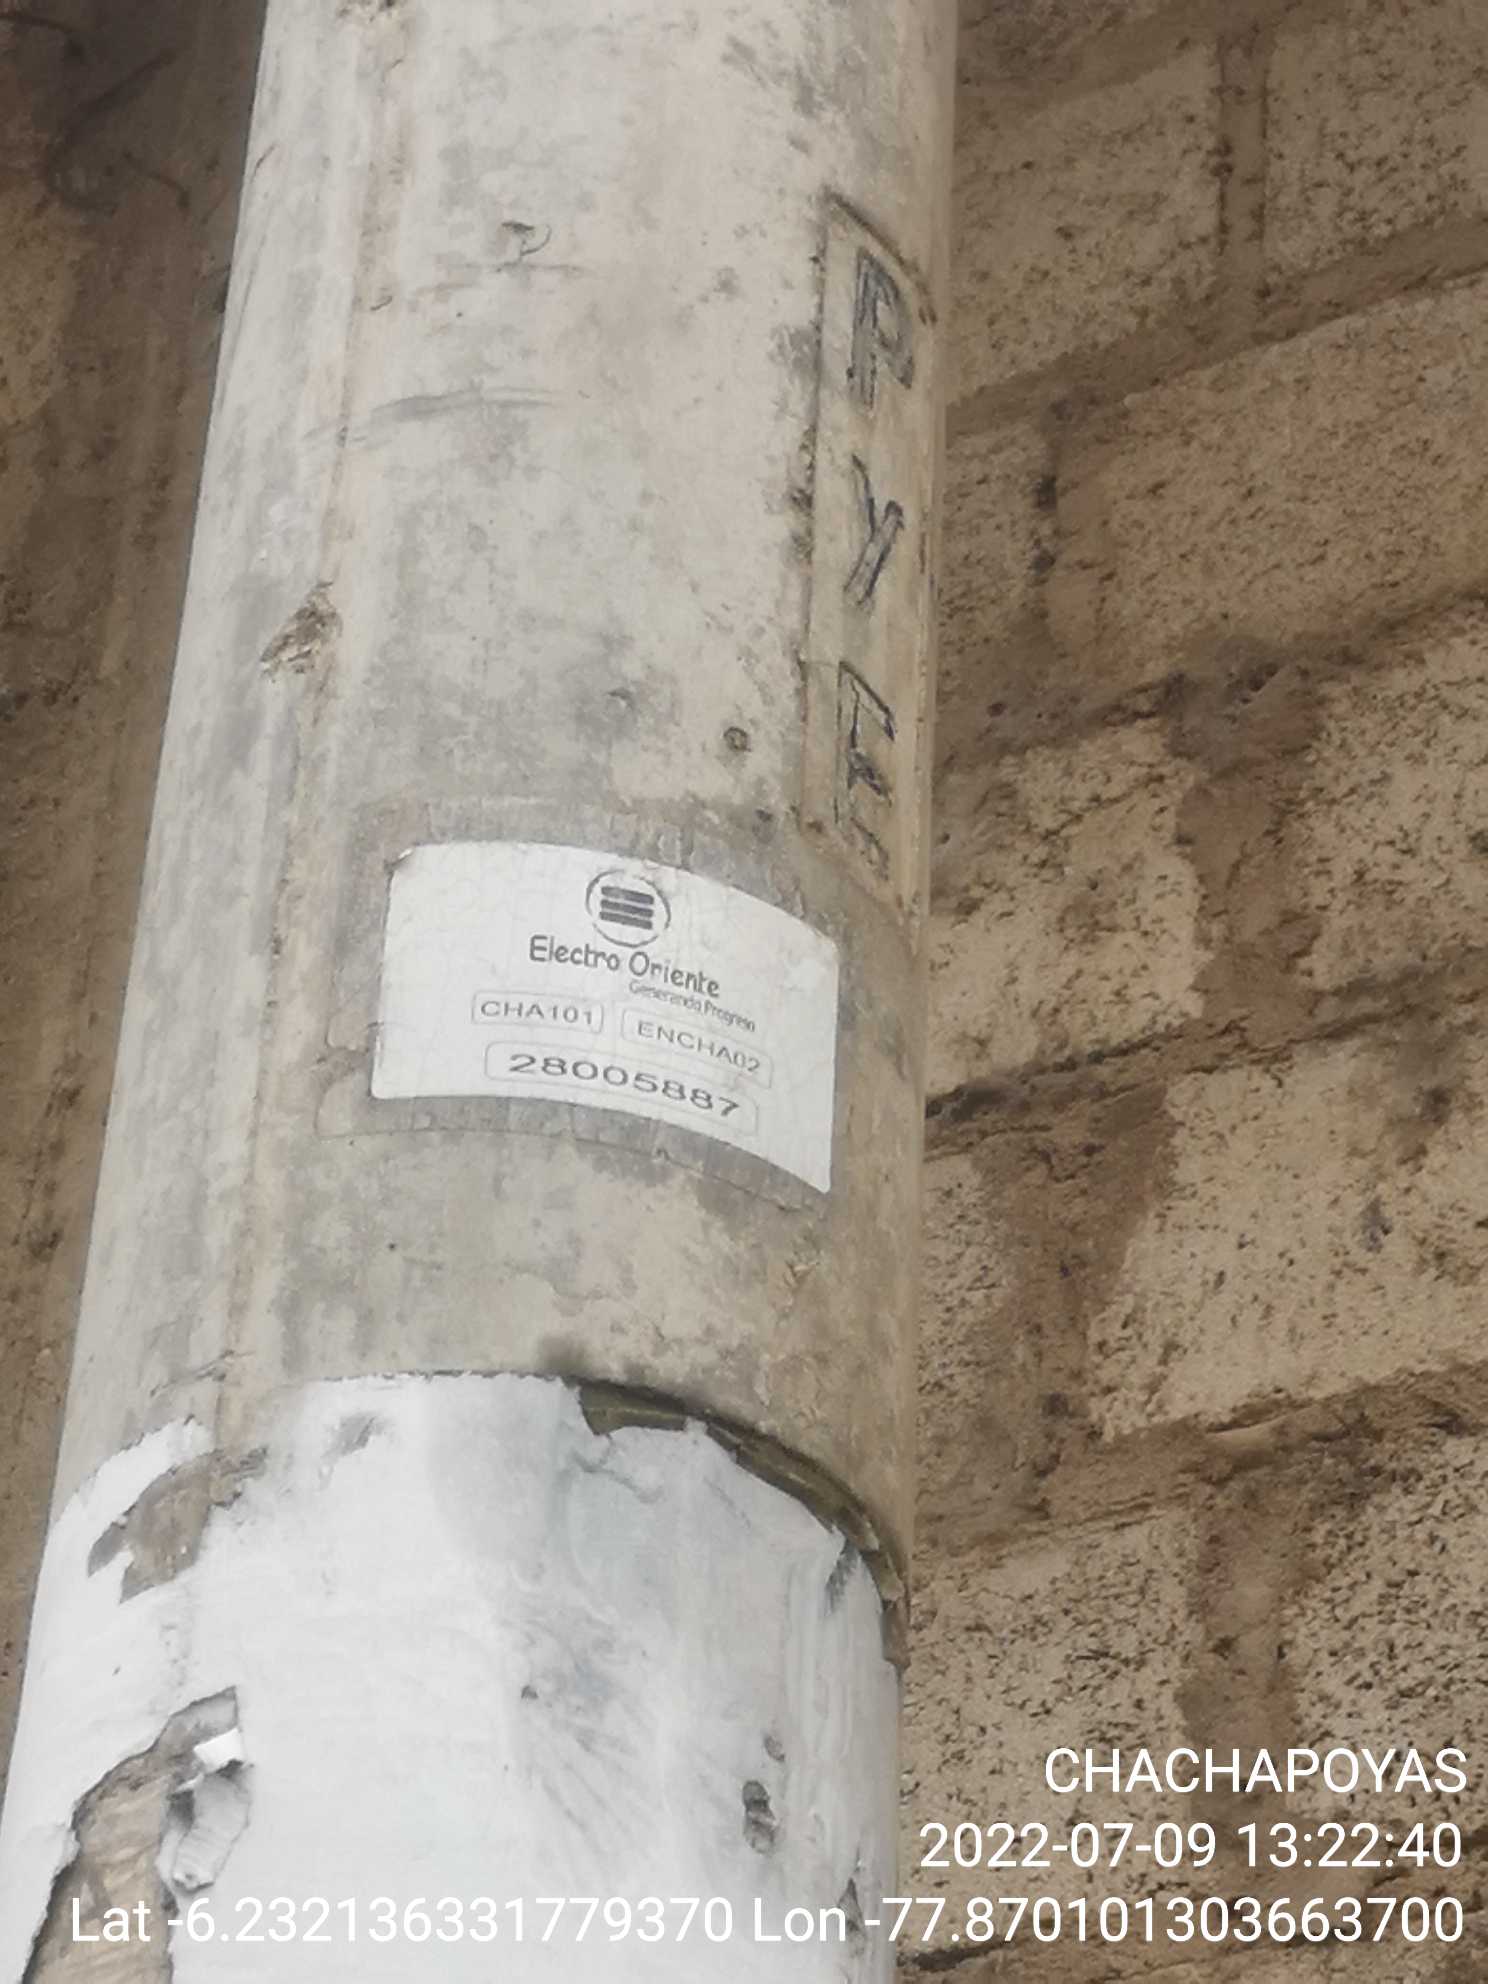 P
Y
E
Electro Oriente
Generando Progreso
CHA101 ENCHA02
28005887
CHACHAPOYAS
2022-07-09 13:22:40
Lat -6.232136331779370 Lon -77.870101303663700